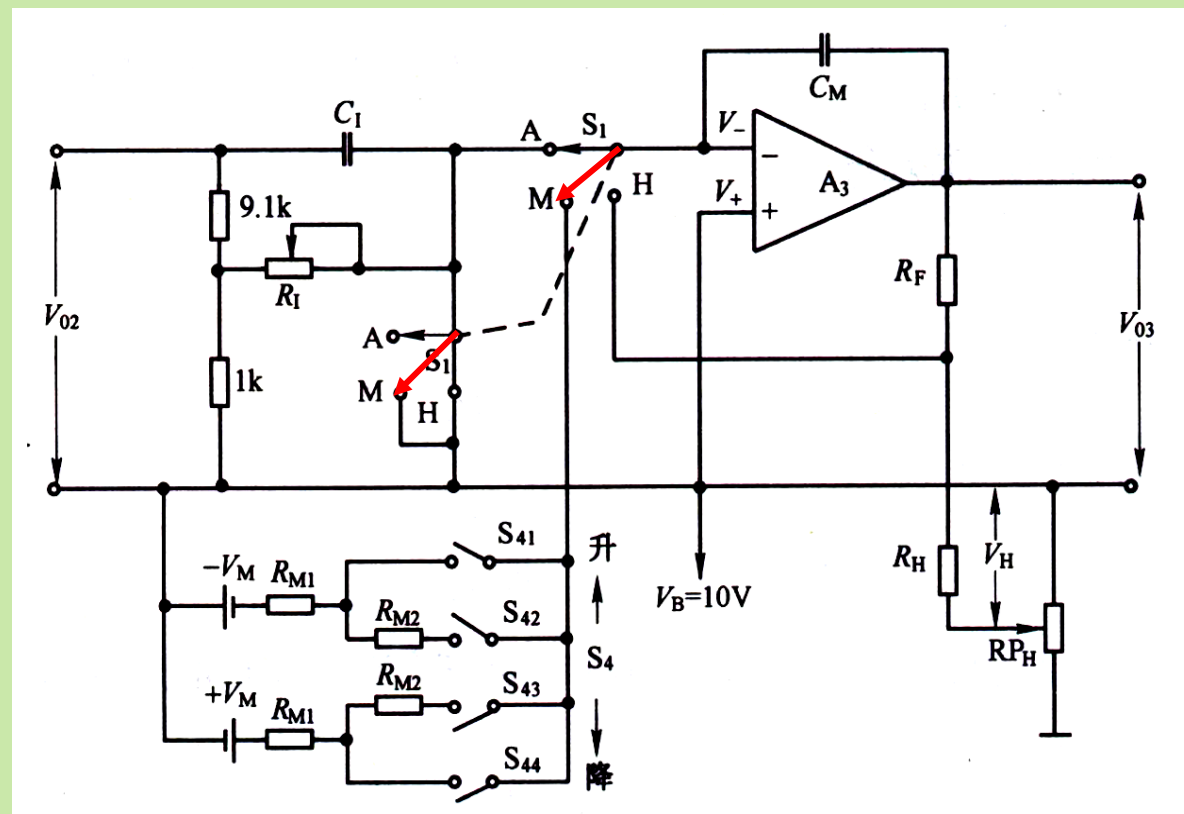 C_M
C_I
A
S_1
V_-
−
9.1k
M
H
V_+
A_3
+
R_I
R_F
V_02
A
S_1
V_03
1k
M
H
S_41
升
−V_M
R_M1
V_H
R_H
R_M2
S_42
V_B=10V
S_4
RP_H
R_M2
S_43
+V_M
R_M1
S_44
降